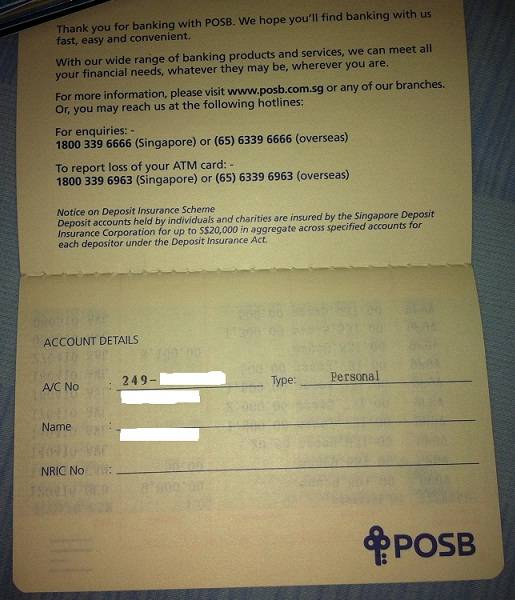 Thank you for banking with POSB. We hope you'll find banking with us
fast, easy and convenient.
With our wide range of banking products and services, we can meet all
your financial needs, whatever they may be, wherever you are.
For more information, please visit www.posb.com.sg or any of our branches.
Or, you may reach us at the following hotlines:
For enquiries: -
1800 339 6666 (Singapore) or (65) 6339 6666 (overseas)
To report loss of your ATM card: -
1800 339 6963 (Singapore) or (65) 6339 6963 (overseas)
Notice on Deposit Insurance Scheme
Deposit accounts held by individuals and charities are insured by the Singapore Deposit
Insurance Corporation for up to S$20,000 in aggregate across specified accounts for
each depositor under the Deposit Insurance Act.
ACCOUNT DETAILS
A/C No : 249- Type: Personal
Name :
NRIC No :
POSB